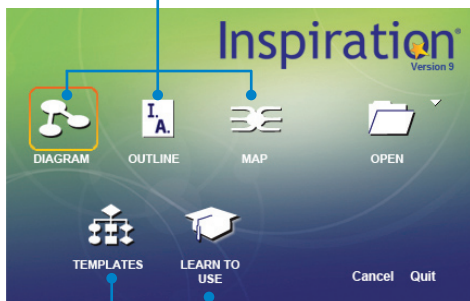 Inspiration®
Version 9
I.
A.
DIAGRAM
OUTLINE
MAP
OPEN
TEMPLATES
LEARN TO
USE
Cancel Quit